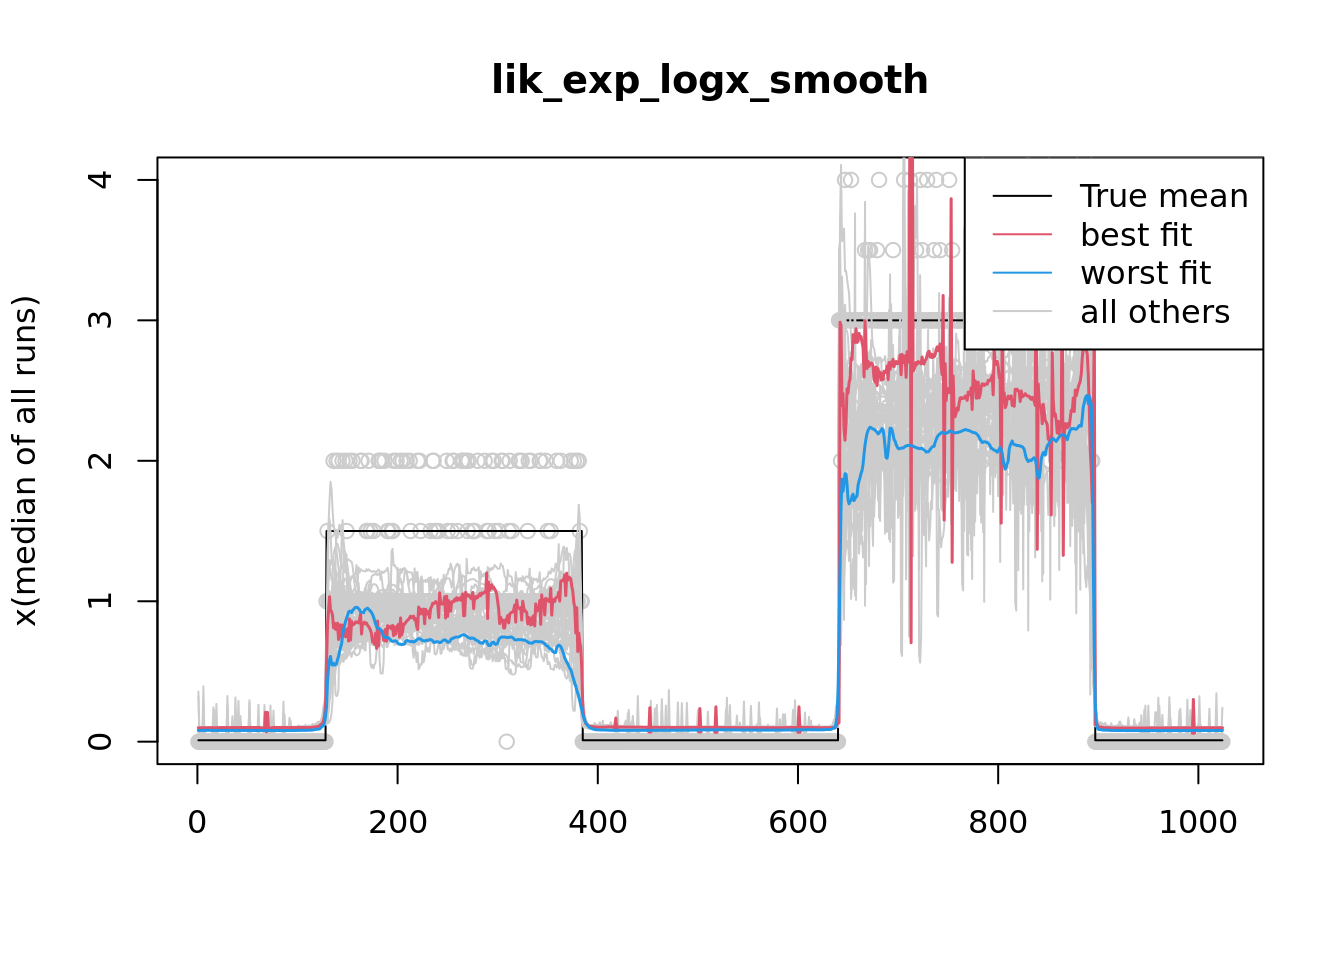 lik_exp_logx_smooth
x(median of all runs)
4
3
2
1
0
True mean
best fit
worst fit
all others
0 200 400 600 800 1000